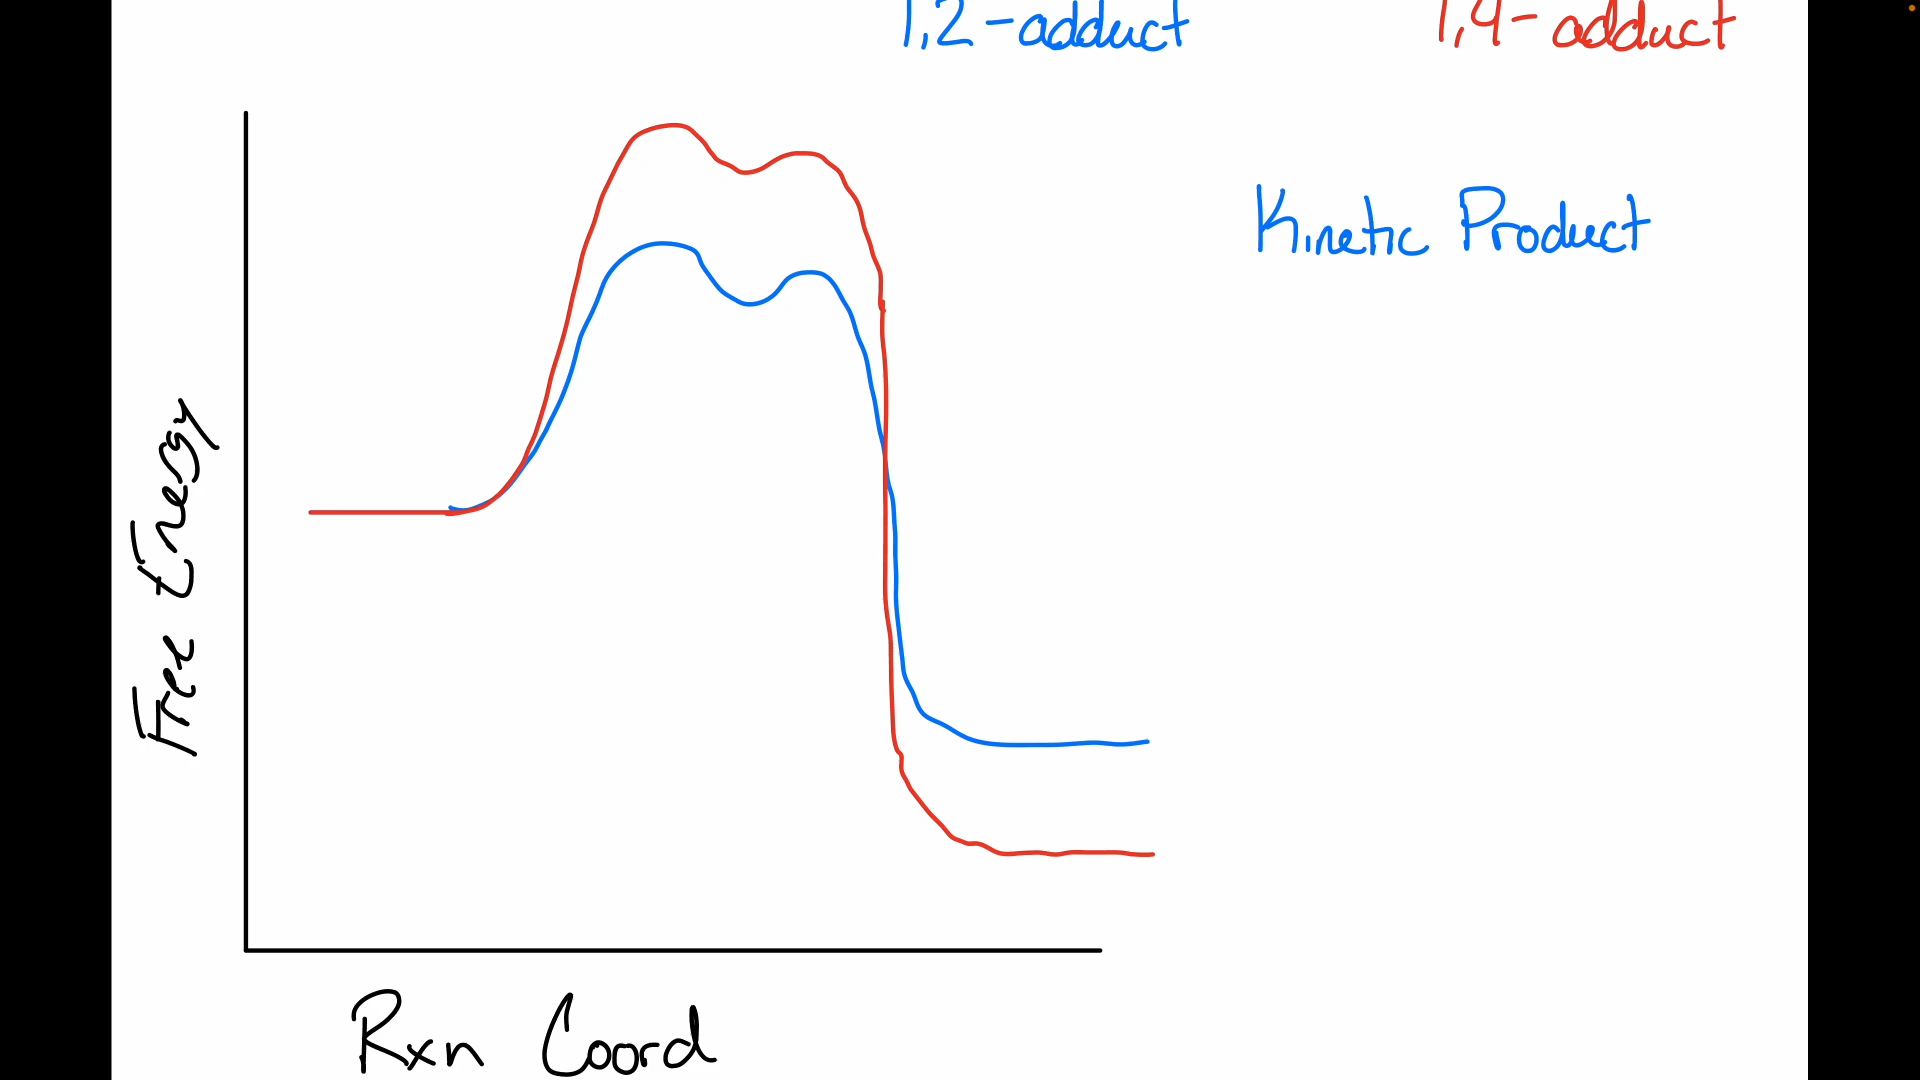 1,2-adduct
1,4-adduct
Kinetic Product
Free Energy
Rxn Coord